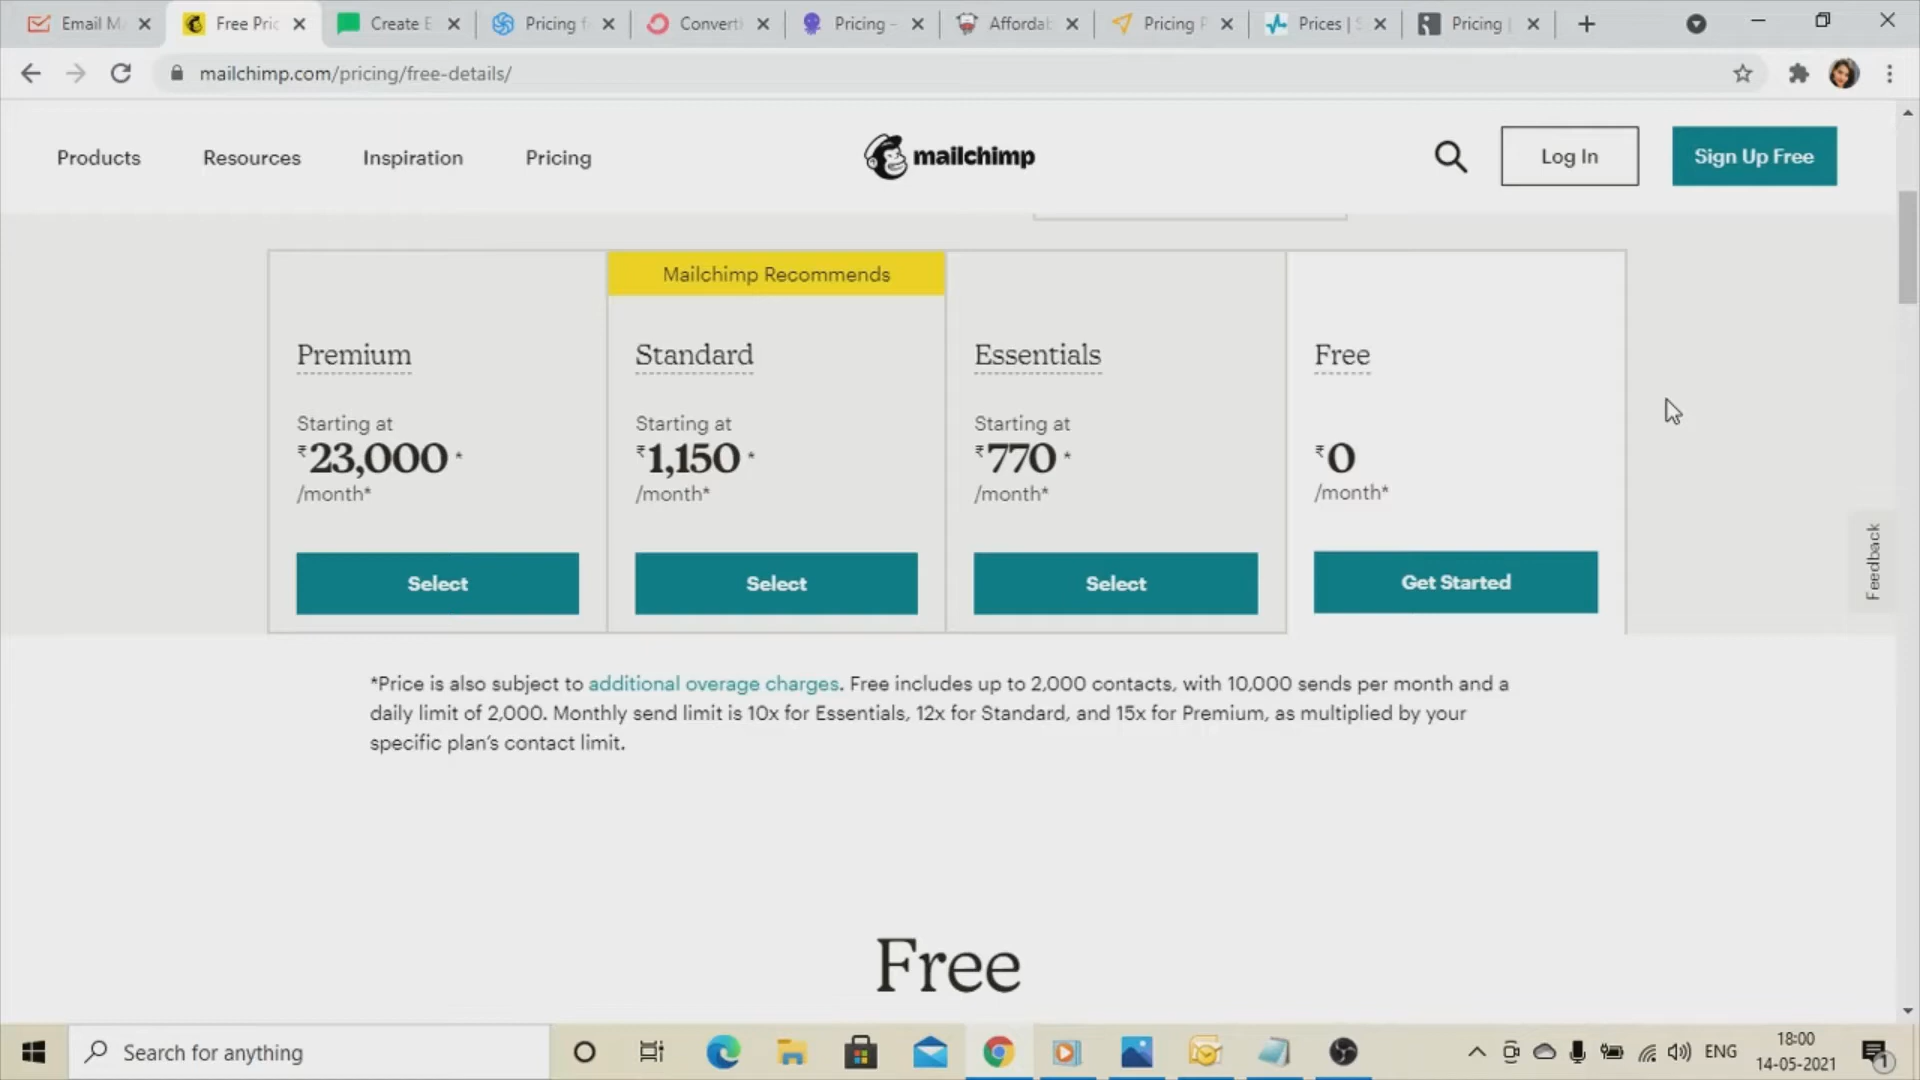 Email M
Free Pric
Create E
Pricing f
Convertk
Pricing -
Affordab
Pricing P
Prices | S
Pricing |
mailchimp.com/pricing/free-details/
Products
Resources
Inspiration
Pricing
mailchimp
Log In
Sign Up Free
Mailchimp Recommends
Premium
Standard
Essentials
Free
Starting at
Starting at
Starting at
₹23,000 *
₹1,150 *
₹770 *
₹0
/month*
/month*
/month*
/month*
Select
Select
Select
Get Started
Feedback
*Price is also subject to additional overage charges. Free includes up to 2,000 contacts, with 10,000 sends per month and a
daily limit of 2,000. Monthly send limit is 10x for Essentials, 12x for Standard, and 15x for Premium, as multiplied by your
specific plan's contact limit.
Free
Search for anything
ENG
18:00
14-05-2021
1